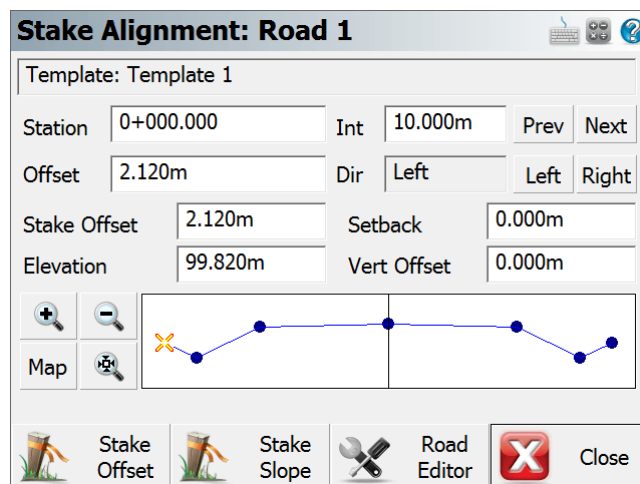 Stake Alignment: Road 1
Template: Template 1
Station 0+000.000 Int 10.000m Prev Next
Offset 2.120m Dir Left Left Right
Stake Offset 2.120m Setback 0.000m
Elevation 99.820m Vert Offset 0.000m
Map
Stake Offset Stake Slope Road Editor Close